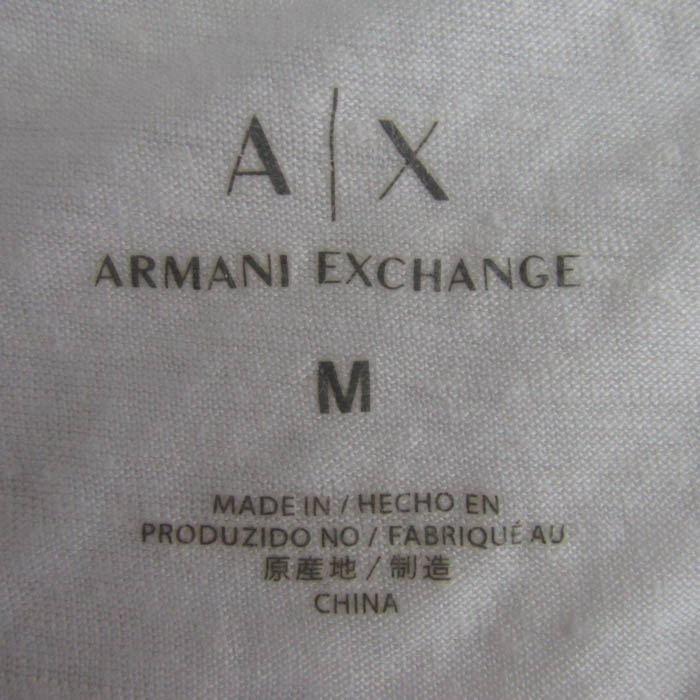 A|X
ARMANI EXCHANGE
M
MADE IN / HECHO EN
PRODUZIDO NO / FABRIQUÉ AU
原産地 / 制造
CHINA